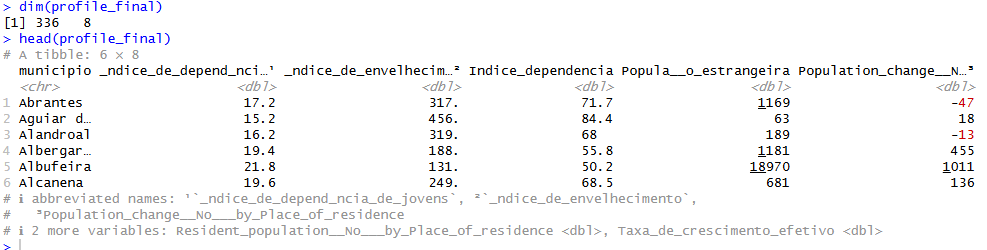 > dim(profile_final)
[1] 336   8
> head(profile_final)
# A tibble: 6 × 8
  municipio _ndice_de_depend_nci…¹ _ndice_de_envelhecim…² Indice_dependencia Popula__o_estrangeira Population_change__N…³
  <chr> <dbl> <dbl> <dbl> <dbl> <dbl>
1 Abrantes 17.2 317. 71.7 1169 -47
2 Aguiar d… 15.2 456. 84.4 63 18
3 Alandroal 16.2 319. 68 189 -13
4 Albergar… 19.4 188. 55.8 1181 455
5 Albufeira 21.8 131. 50.2 18970 1011
6 Alcanena 19.6 249. 68.5 681 136
# ℹ abbreviated names: ¹`_ndice_de_depend_ncia_de_jovens`, ²`_ndice_de_envelhecimento`,
#   ³Population_change__No___by_Place_of_residence
# ℹ 2 more variables: Resident_population__No___by_Place_of_residence <dbl>, Taxa_de_crescimento_efetivo <dbl>
>